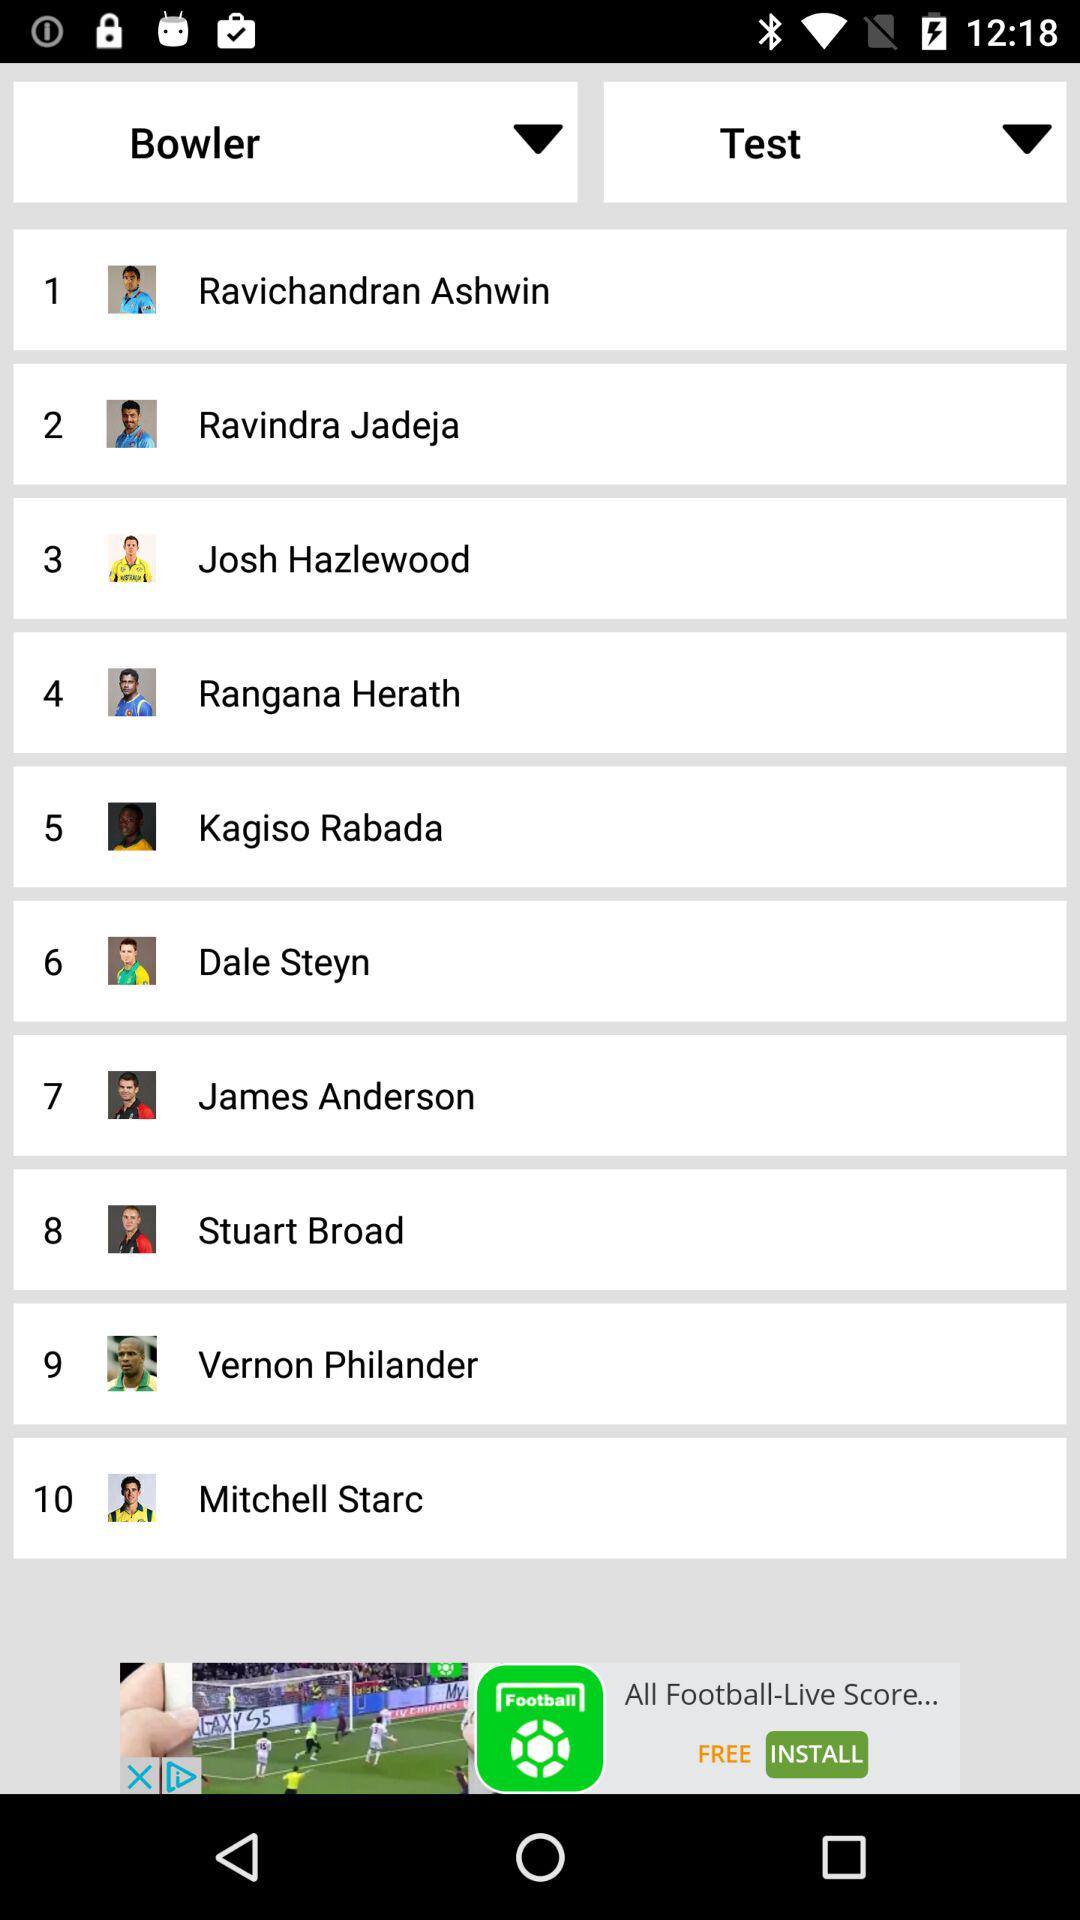 12:18
Bowler
Test
1 Ravichandran Ashwin
2 Ravindra Jadeja
3 Josh Hazlewood
4 Rangana Herath
5 Kagiso Rabada
6 Dale Steyn
7 James Anderson
8 Stuart Broad
9 Vernon Philander
10 Mitchell Starc
GALAXY S5
Football
All Football-Live Score...
FREE INSTALL